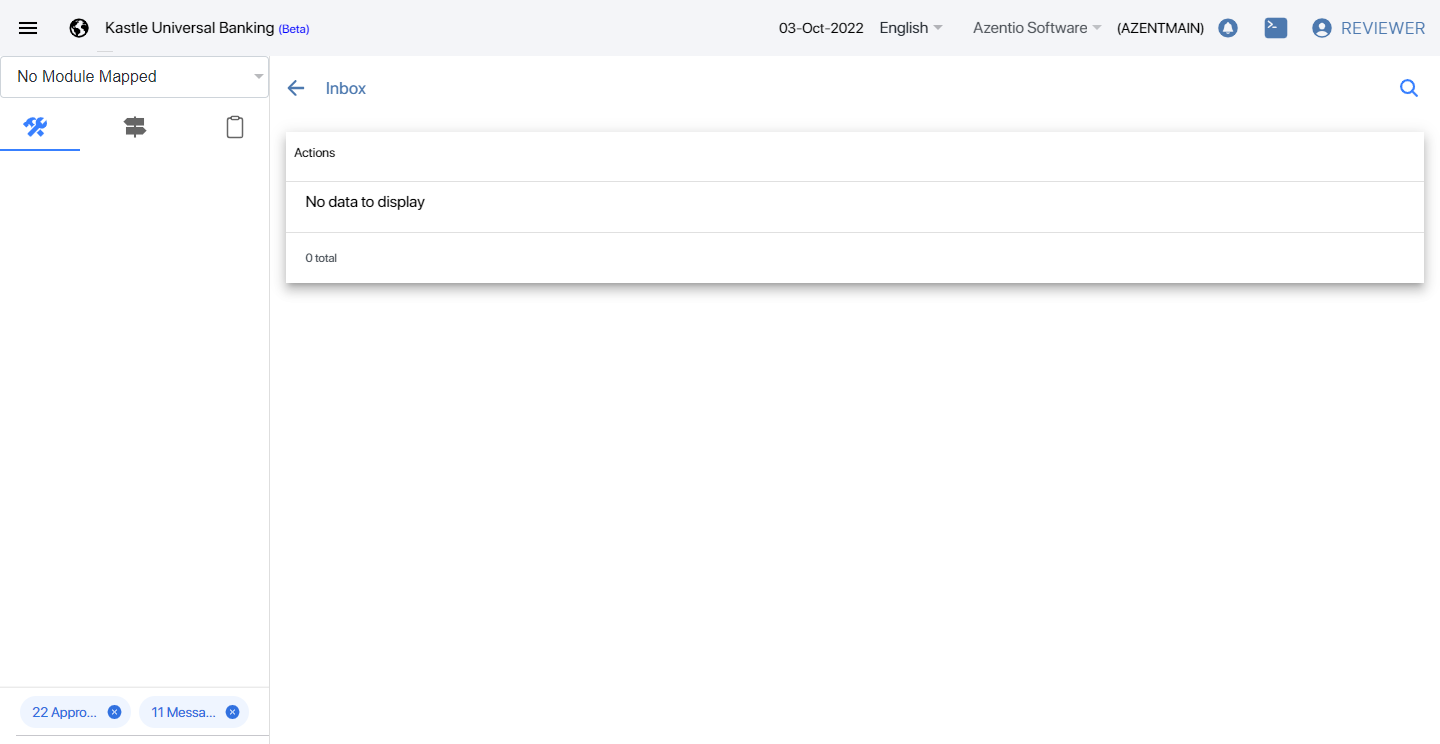 Kastle Universal Banking (Beta)
03-Oct-2022 English Azentio Software (AZENTMAIN) REVIEWER
No Module Mapped
Inbox
Actions
No data to display
0 total
22 Appro... 11 Messa...